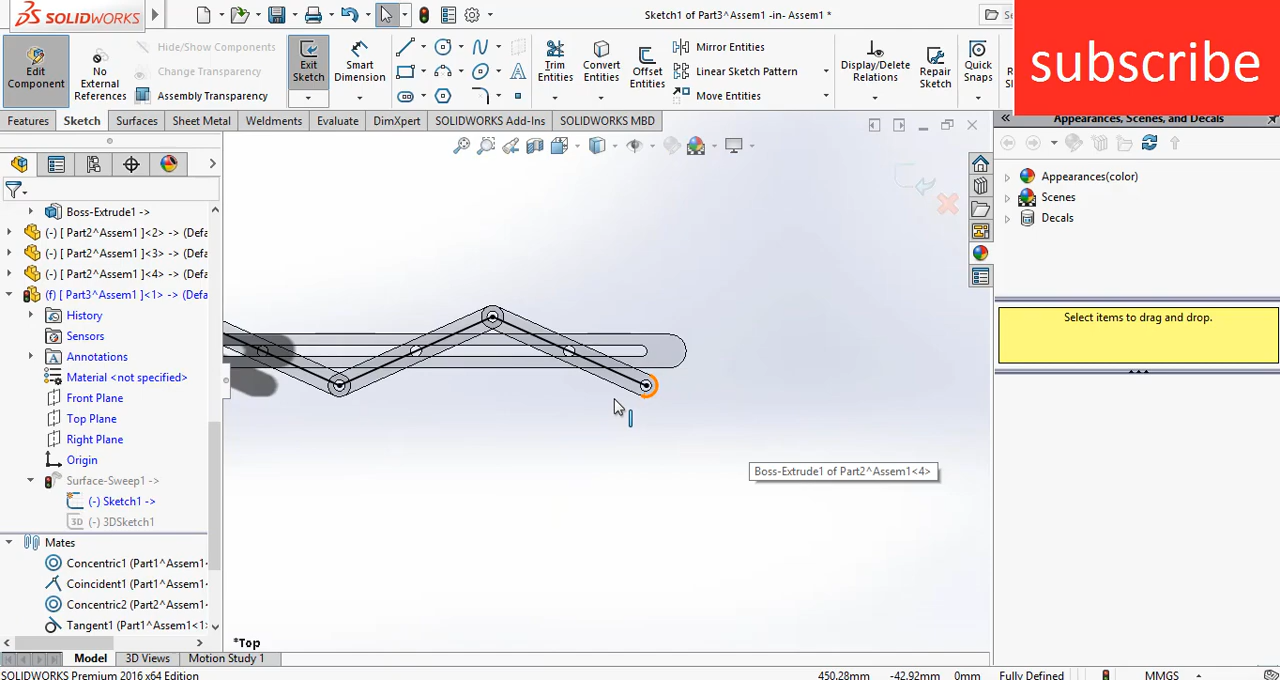 SOLIDWORKS
Sketch1 of Part3^Assem1 -in- Assem1 *
subscribe
Edit Component
No External References
Hide/Show Components
Change Transparency
Assembly Transparency
Exit Sketch
Smart Dimension
Trim Entities
Convert Entities
Offset Entities
Mirror Entities
Linear Sketch Pattern
Move Entities
Display/Delete Relations
Repair Sketch
Quick Snaps
Features
Sketch
Surfaces
Sheet Metal
Weldments
Evaluate
DimXpert
SOLIDWORKS Add-Ins
SOLIDWORKS MBD
Appearances, Scenes, and Decals
Appearances(color)
Scenes
Decals
Select items to drag and drop.
Boss-Extrude1 ->
(-) [ Part2^Assem1 ]<2> -> (Defa
(-) [ Part2^Assem1 ]<3> -> (Defa
(-) [ Part2^Assem1 ]<4> -> (Defa
(f) [ Part3^Assem1 ]<1> -> (Defa
History
Sensors
Annotations
Material <not specified>
Front Plane
Top Plane
Right Plane
Origin
Surface-Sweep1 ->
(-) Sketch1 ->
3D (-) 3DSketch1
Mates
Concentric1 (Part1^Assem1
Coincident1 (Part1^Assem1
Concentric2 (Part2^Assem1
Tangent1 (Part1^Assem1<1>
Boss-Extrude1 of Part2^Assem1<4>
*Top
Model
3D Views
Motion Study 1
SOLIDWORKS Premium 2016 x64 Edition
450.28mm
-42.92mm
0mm
Fully Defined
MMGS